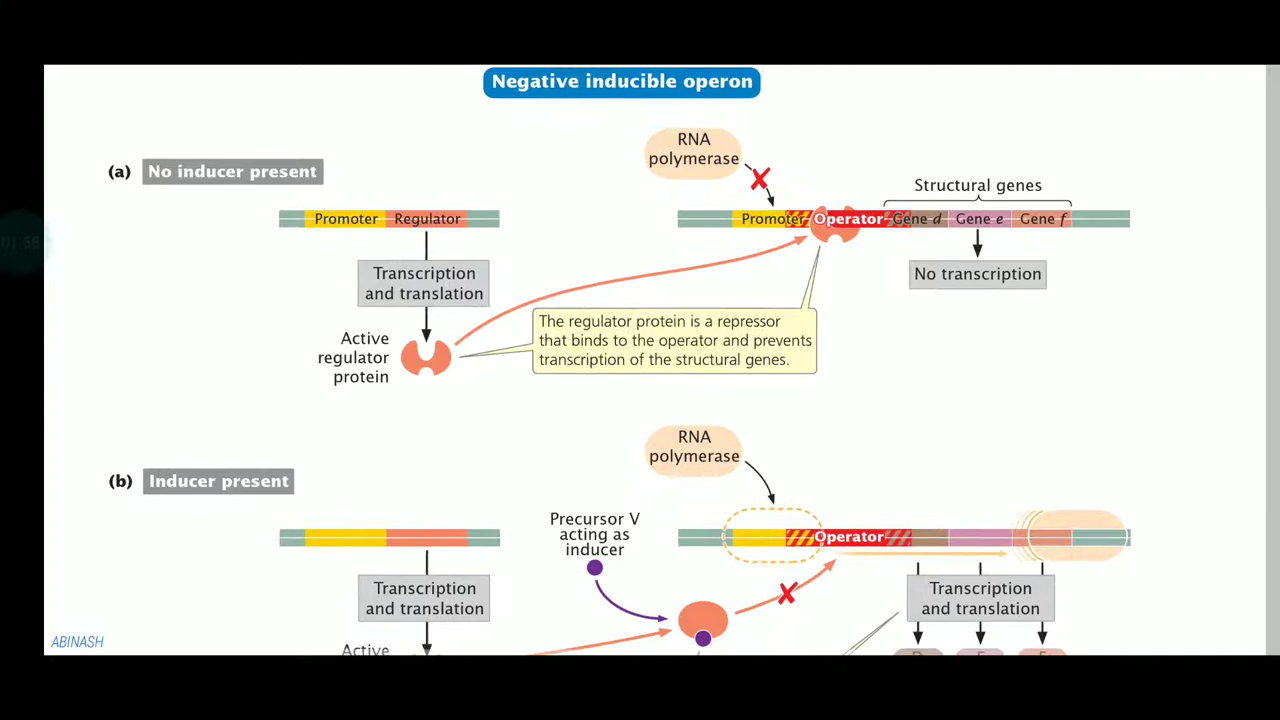 Negative inducible operon
(a) No inducer present
RNA
polymerase
Structural genes
Promoter Regulator
Promoter Operator Gene d Gene e Gene f
Transcription
and translation
No transcription
Active
regulator
protein
The regulator protein is a repressor
that binds to the operator and prevents
transcription of the structural genes.
(b) Inducer present
RNA
polymerase
Precursor V
acting as
inducer
Operator
Transcription
and translation
Transcription
and translation
Active
ABINASH